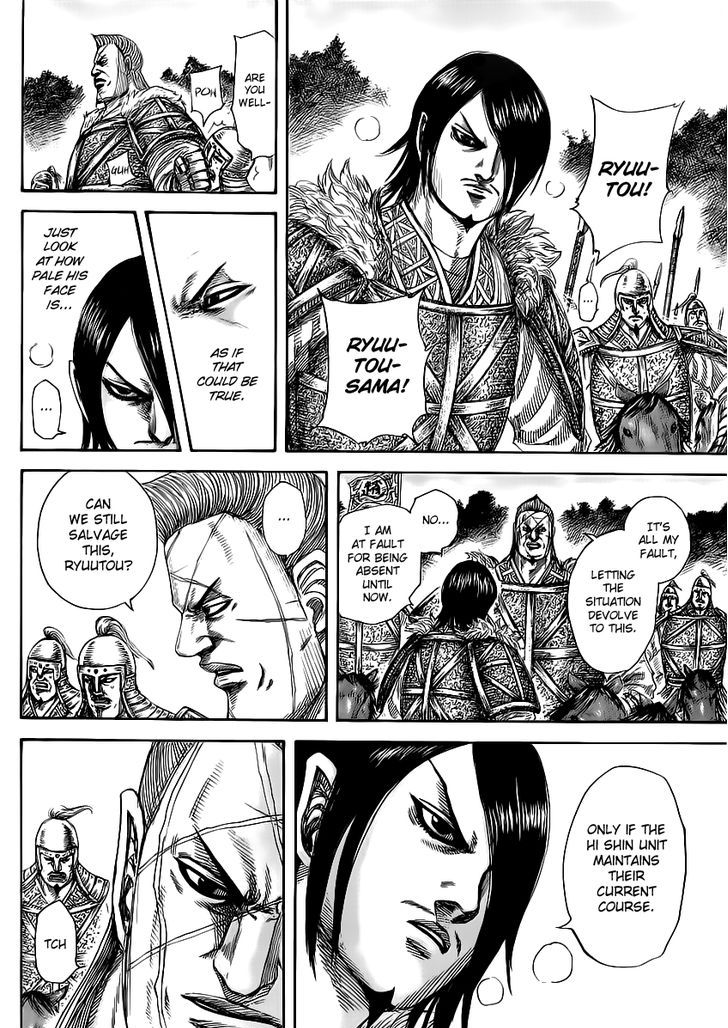 RYUU-
TOU!
...
RYUU-
TOU-
SAMA!
ARE
YOU
WELL-
POH
GUH
AS IF
THAT
COULD BE
TRUE.
JUST
LOOK
AT HOW
PALE HIS
FACE
IS...
...
IT'S
ALL MY
FAULT,
LETTING
THE
SITUATION
DEVOLVE
TO THIS.
NO...
I AM
AT FAULT
FOR BEING
ABSENT
UNTIL
NOW.
...
CAN
WE STILL
SALVAGE
THIS,
RYUUTOU?
ONLY IF THE
HI SHIN UNIT
MAINTAINS
THEIR
CURRENT
COURSE.
TCH